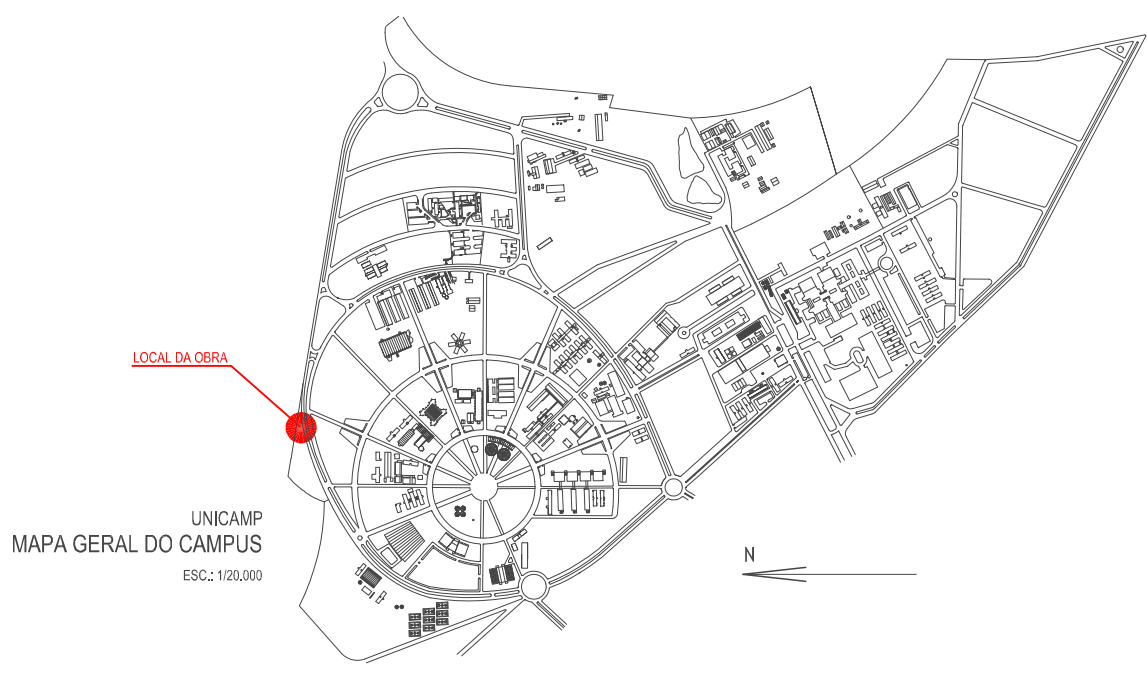 LOCAL DA OBRA
UNICAMP
MAPA GERAL DO CAMPUS
ESC.: 1/20.000
N